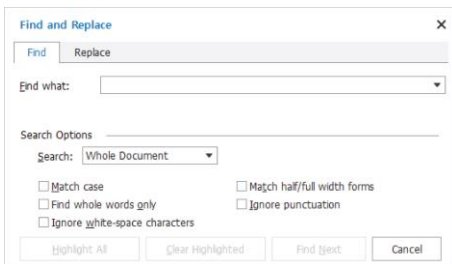 Find and Replace
Find Replace
Find what:
Search Options
Search: Whole Document
Match case Match half/full width forms
Find whole words only Ignore punctuation
Ignore white-space characters
Highlight All Clear Highlighted Find Next Cancel